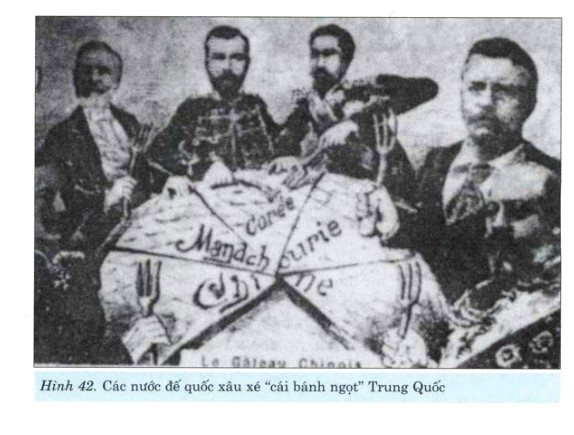 Corée
Mandchourie
Chine
Le Gâteau Chinois
Hình 42. Các nước đế quốc xâu xé “cái bánh ngọt” Trung Quốc